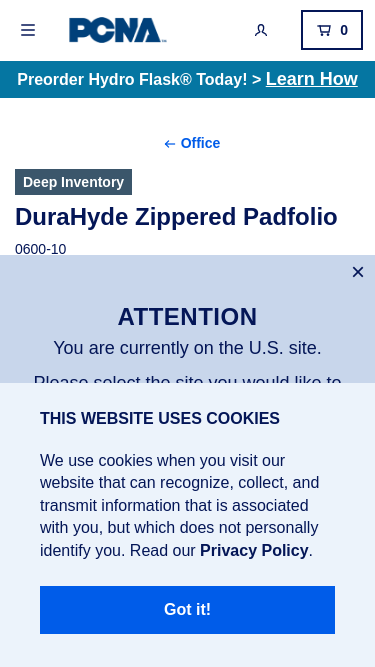 PCNA
0
Preorder Hydro Flask® Today! > Learn How
← Office
Deep Inventory
DuraHyde Zippered Padfolio
0600-10
×
ATTENTION
You are currently on the U.S. site.
Please select the site you would like to
THIS WEBSITE USES COOKIES
We use cookies when you visit our
website that can recognize, collect, and
transmit information that is associated
with you, but which does not personally
identify you. Read our Privacy Policy.
Got it!